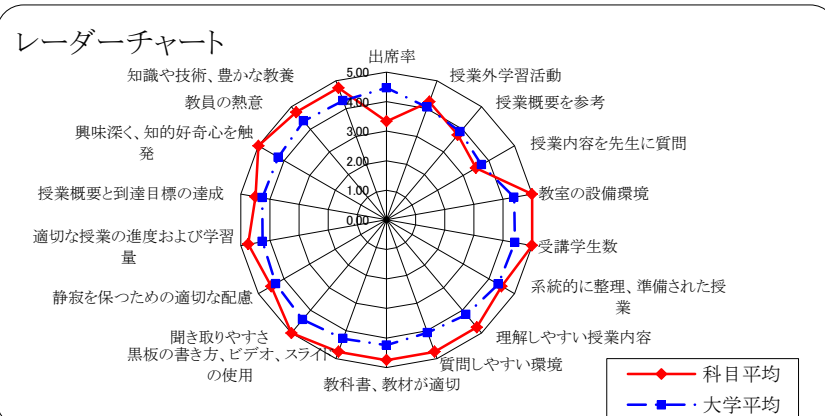 レーダーチャート
出席率
授業外学習活動
授業概要を参考
授業内容を先生に質問
教室の設備環境
受講学生数
系統的に整理、準備された授
業
理解しやすい授業内容
質問しやすい環境
教科書、教材が適切
黒板の書き方、ビデオ、スライド
の使用
聞き取りやすさ
静寂を保つための適切な配慮
適切な授業の進度および学習
量
授業概要と到達目標の達成
興味深く、知的好奇心を触
発
教員の熱意
知識や技術、豊かな教養
5.00
4.00
3.00
2.00
1.00
0.00
科目平均
大学平均